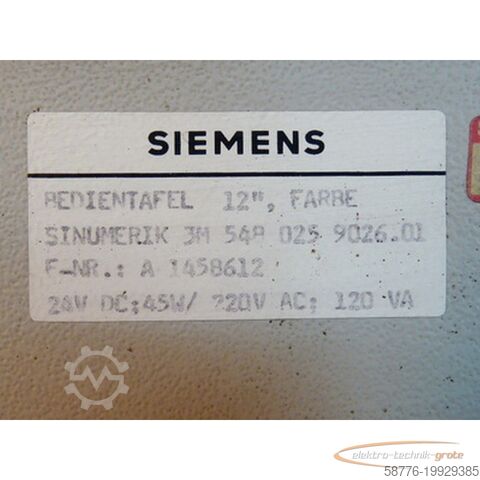 SIEMENS
BEDIENTAFEL 12", FARBE
SINUMERIK 3M 548 025 9026.01
F-NR.: A 1458612
24V DC;45W/ 220V AC; 120 VA
elektro-technik-grote
58776-19929385